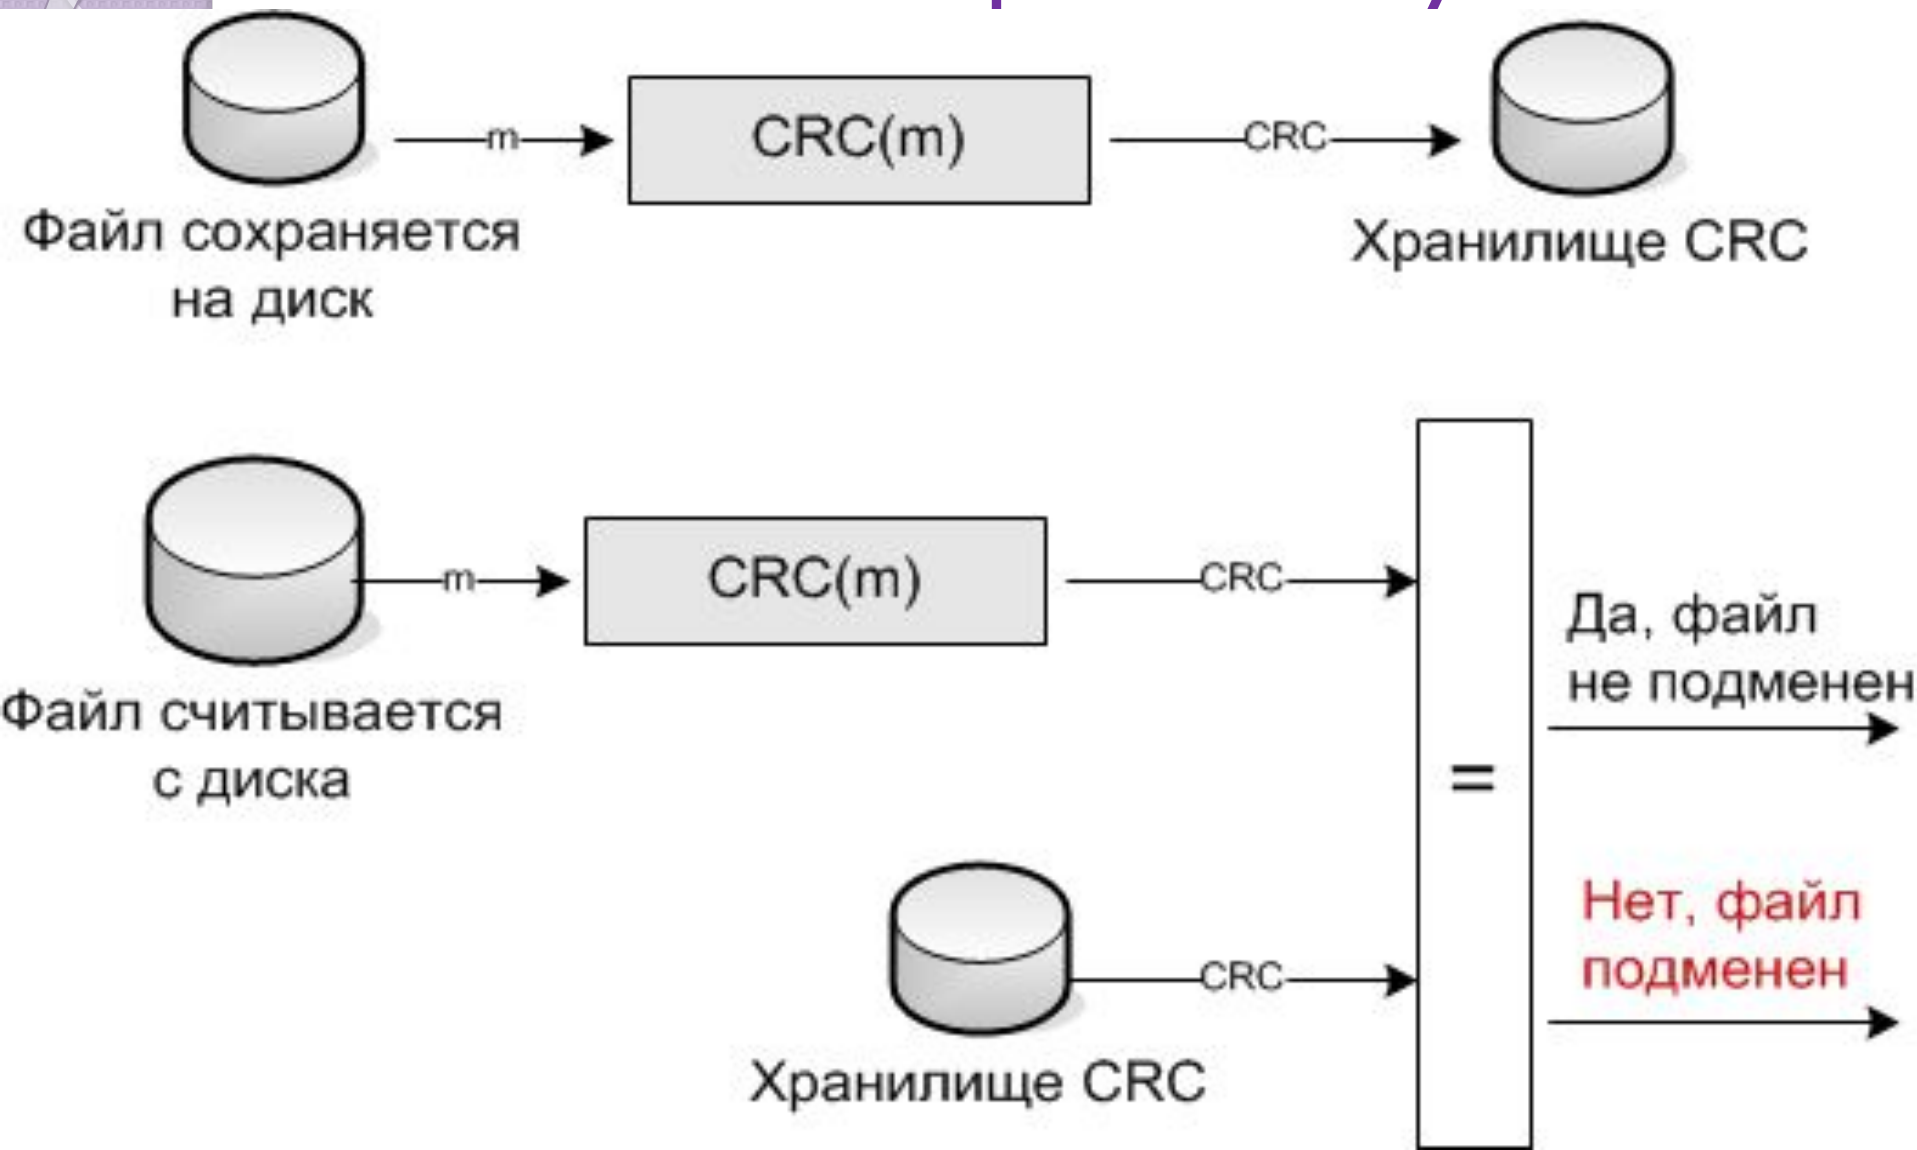 m
CRC(m)
CRC
Файл сохраняется
на диск
Хранилище CRC
m
CRC(m)
CRC
Файл считывается
с диска
=
Да, файл
не подменен
Нет, файл
подменен
CRC
Хранилище CRC